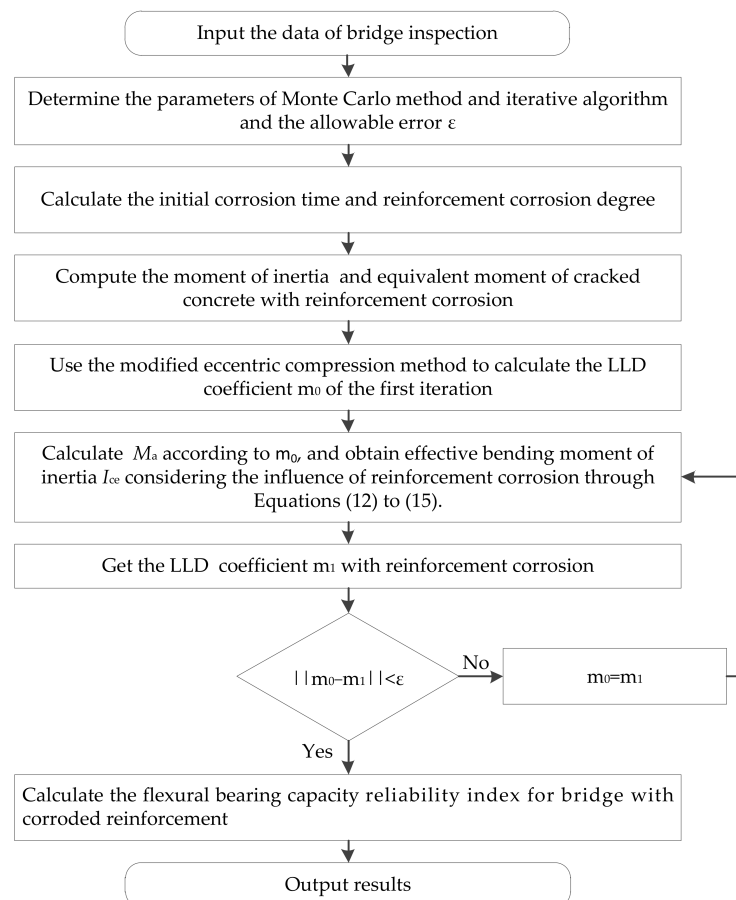 Input the data of bridge inspection
Determine the parameters of Monte Carlo method and iterative algorithm
and the allowable error ε
Calculate the initial corrosion time and reinforcement corrosion degree
Compute the moment of inertia and equivalent moment of cracked
concrete with reinforcement corrosion
Use the modified eccentric compression method to calculate the LLD
coefficient m₀ of the first iteration
Calculate Mₐ according to m₀, and obtain effective bending moment of
inertia Ice considering the influence of reinforcement corrosion through
Equations (12) to (15).
Get the LLD coefficient m₁ with reinforcement corrosion
||m₀−m₁||<ε
No
m₀=m₁
Yes
Calculate the flexural bearing capacity reliability index for bridge with
corroded reinforcement
Output results